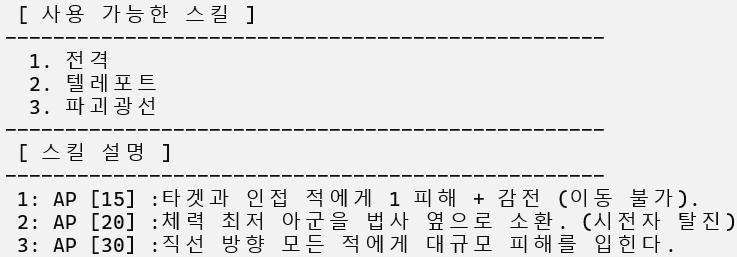 [ 사용 가능한 스킬 ]
--------------------------------------------------
1. 전격
2. 텔레포트
3. 파괴광선
--------------------------------------------------
[ 스킬 설명 ]
--------------------------------------------------
1: AP [15] :타겟과 인접 적에게 1 피해 + 감전 (이동 불가).
2: AP [20] :체력 최저 아군을 법사 옆으로 소환. (시전자 탈진)
3: AP [30] :직선 방향 모든 적에게 대규모 피해를 입힌다.